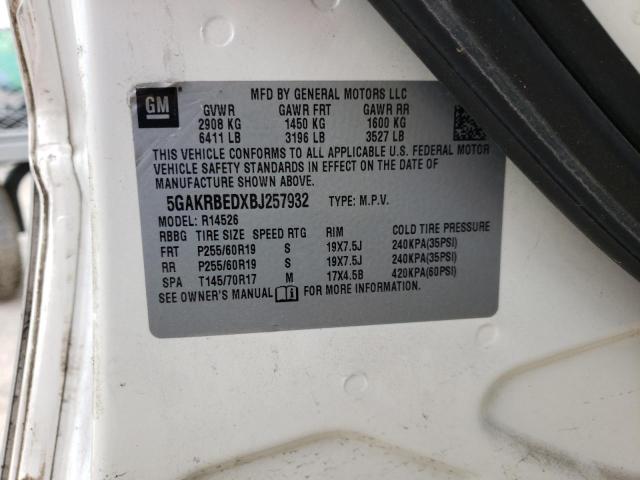 MFD BY GENERAL MOTORS LLC
GM
GVWR GAWR FRT GAWR RR
2908 KG 1450 KG 1600 KG
6411 LB 3196 LB 3527 LB
THIS VEHICLE CONFORMS TO ALL APPLICABLE U.S. FEDERAL MOTOR
VEHICLE SAFETY STANDARDS IN EFFECT ON THE DATE OF
MANUFACTURE SHOWN ABOVE.
5GAKRBEDXBJ257932 TYPE: M.P.V.
MODEL: R14526
RBBG TIRE SIZE SPEED RTG RIM COLD TIRE PRESSURE
FRT P255/60R19 S 19X7.5J 240KPA(35PSI)
RR P255/60R19 S 19X7.5J 240KPA(35PSI)
SPA T145/70R17 M 17X4.5B 420KPA(60PSI)
SEE OWNER'S MANUAL FOR MORE INFORMATION.